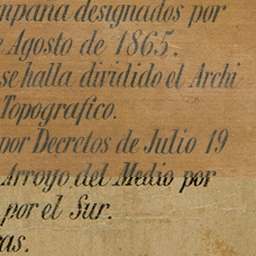 mpaña designados por
Agosto de 1865.
se halla dividido el Archi
Topografico.
por Decretos de Julio 19
Arroyo del Medio por
por el Sur.
as.